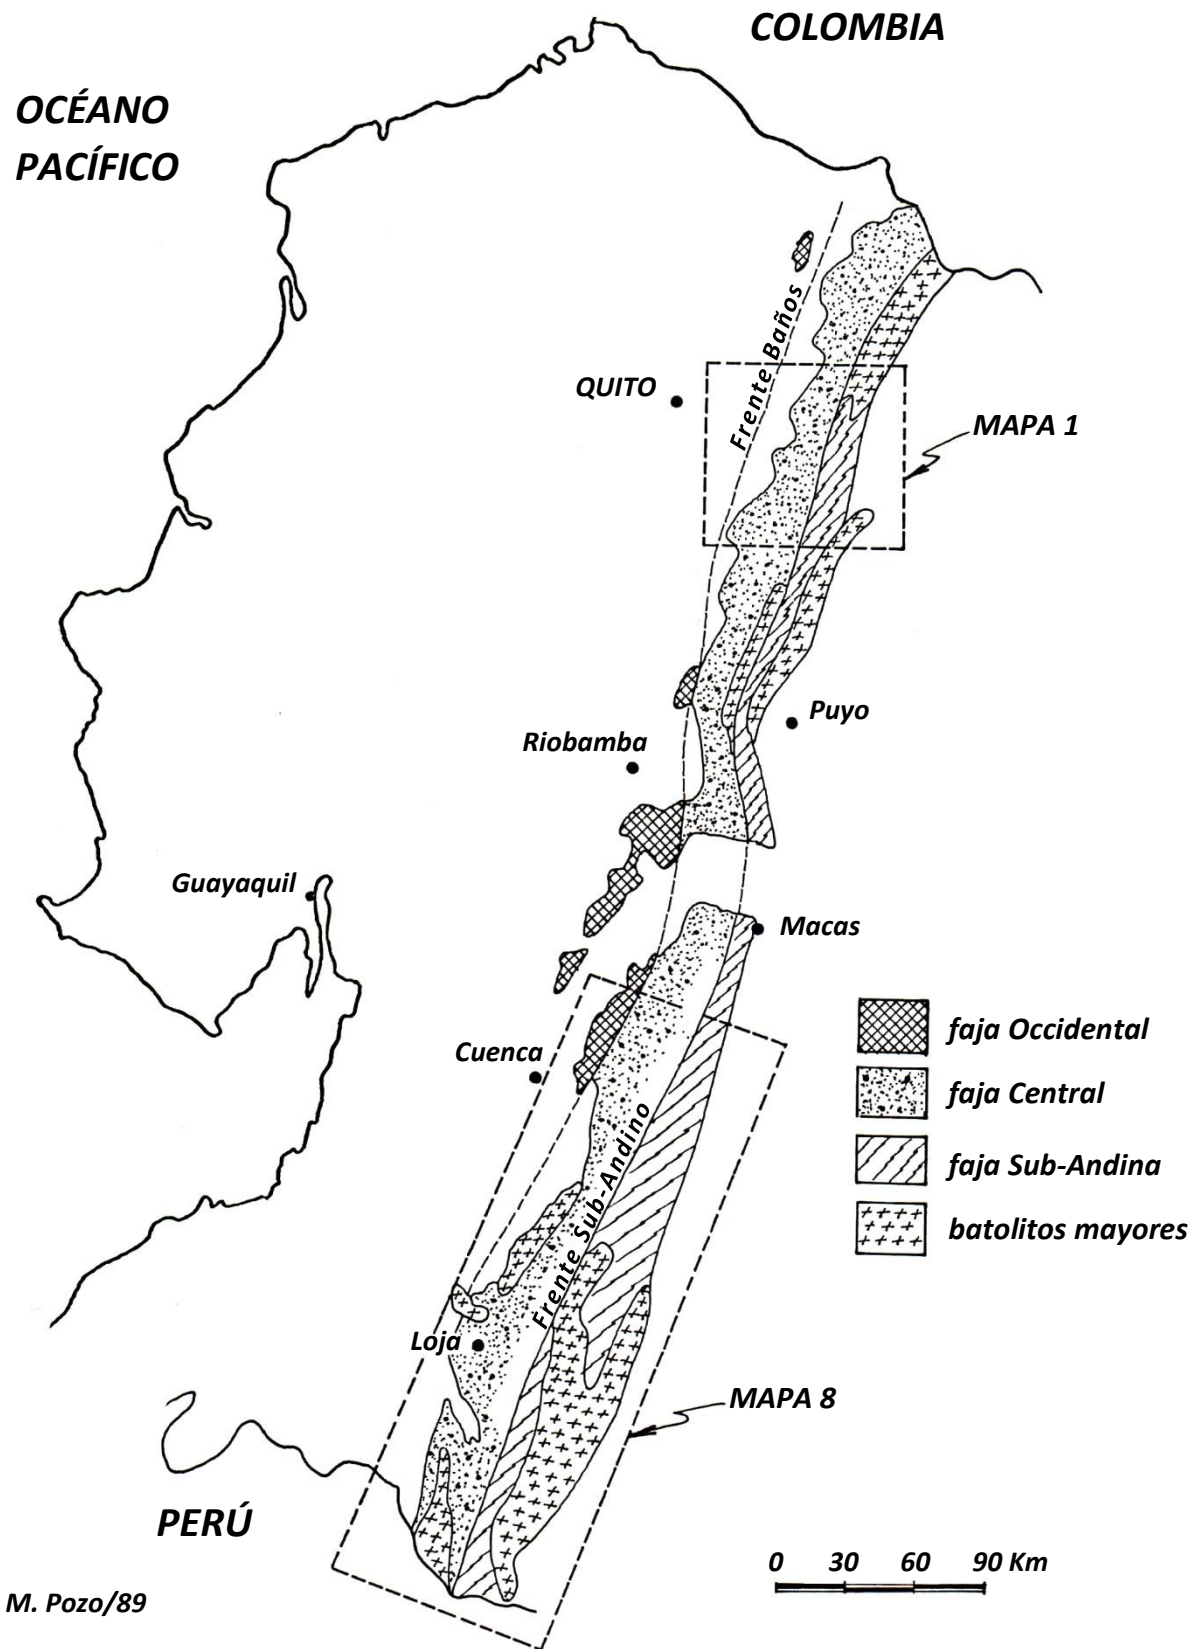 COLOMBIA
OCÉANO
PACÍFICO
Frente Baños
QUITO
MAPA 1
Puyo
Riobamba
Guayaquil
Macas
faja Occidental
Cuenca
faja Central
faja Sub-Andina
batolitos mayores
Frente Sub-Andino
Loja
MAPA 8
PERÚ
0 30 60 90 Km
M. Pozo/89